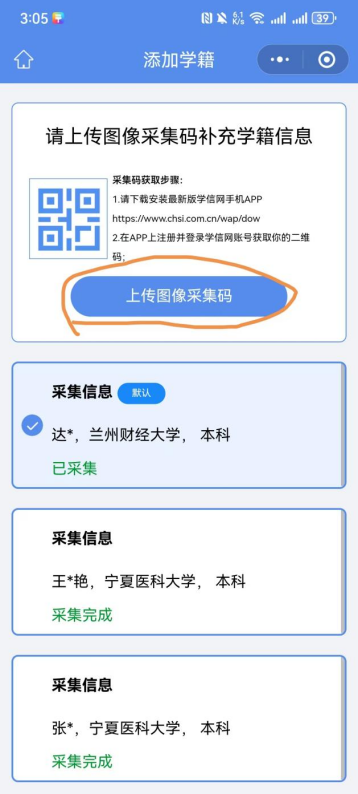 3:05
6.1 K/s
39
添加学籍
请上传图像采集码补充学籍信息
采集码获取步骤：
1.请下载安装最新版学信网手机APP
https://www.chsi.com.cn/wap/dow
2.在APP上注册并登录学信网账号获取你的二维
码；
上传图像采集码
采集信息 默认
达*，兰州财经大学， 本科
已采集
采集信息
王*艳，宁夏医科大学， 本科
采集完成
采集信息
张*，宁夏医科大学， 本科
采集完成